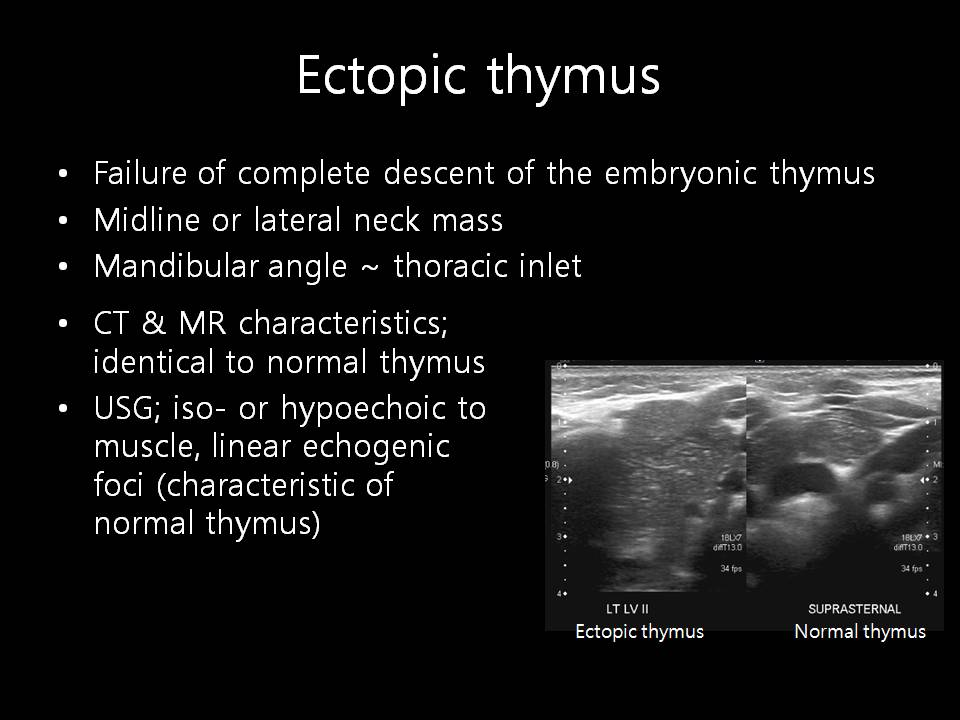 Ectopic thymus
• Failure of complete descent of the embryonic thymus
• Midline or lateral neck mass
• Mandibular angle ~ thoracic inlet
• CT & MR characteristics;
identical to normal thymus
• USG; iso- or hypoechoic to
muscle, linear echogenic
foci (characteristic of
normal thymus)
0 0
1 1
(0.8) MI
G 2 2
3 18LX7 18LX7 3
diffT13.0 diffT13.0
34 fps 34 fps
4 4
LT LV II SUPRASTERNAL
Ectopic thymus Normal thymus